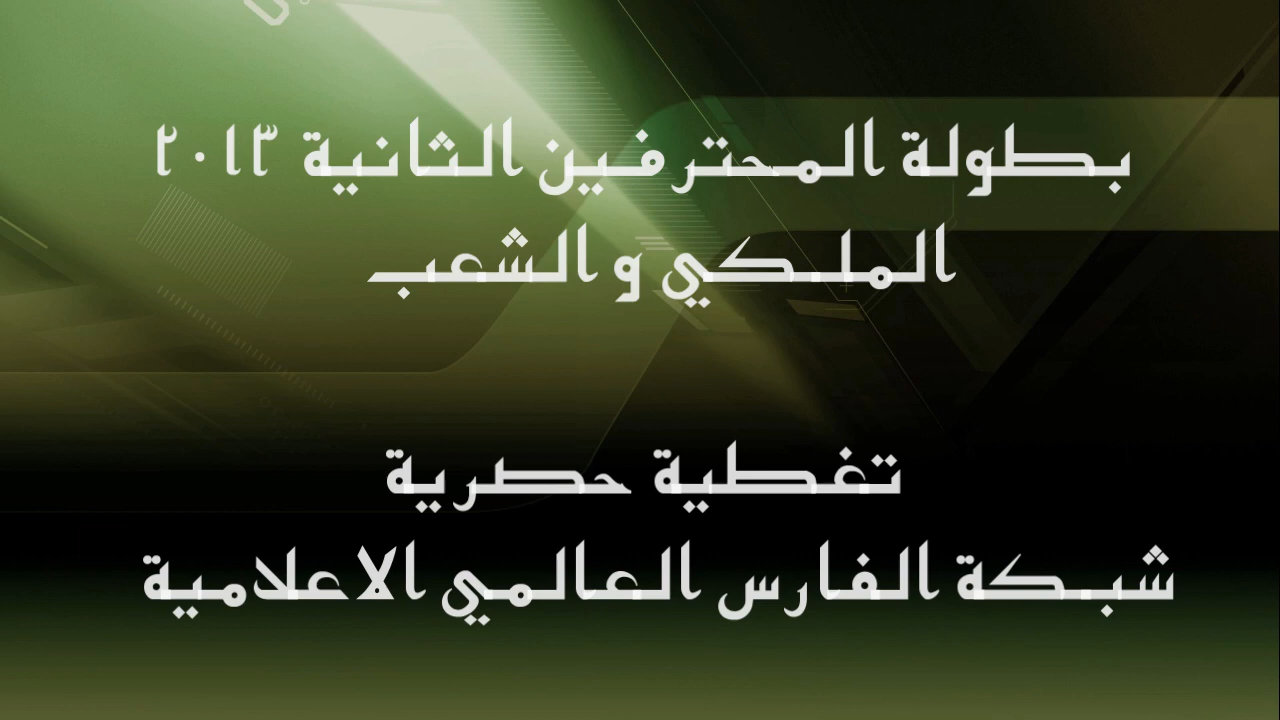 بطولة المحترفين الثانية ٢٠١٣
الملكي و الشعب
تغطية حصرية
شبكة الفارس العالمي الاعلامية